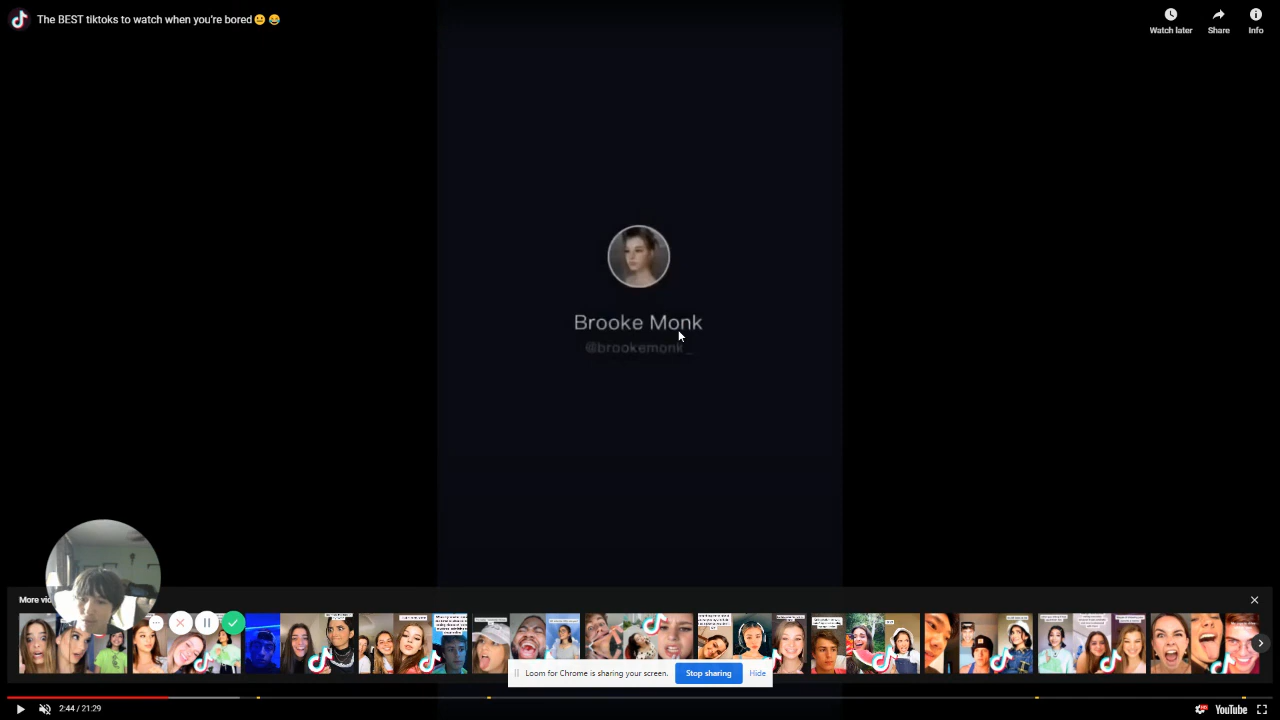 The BEST tiktoks to watch when you're bored😕 😂
Watch later
Share
Info
Brooke Monk
@brookemonk_
More vid
Loom for Chrome is sharing your screen.
Stop sharing
Hide
2:44 / 21:29
HD
YouTube